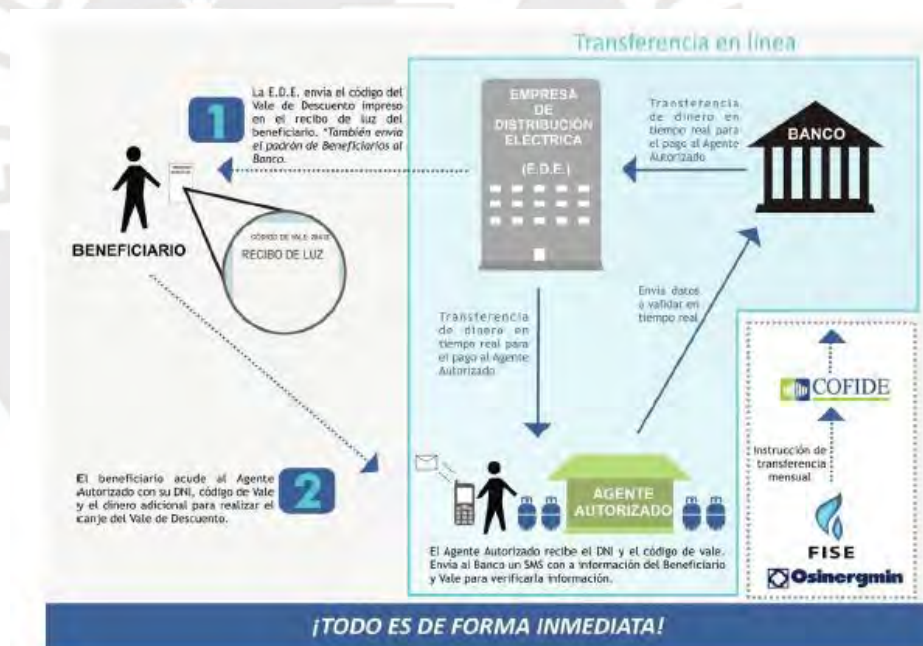 Transferencia en línea
1
La E.D.E. envía el código del
Vale de Descuento impreso
en el recibo de luz del
beneficiario. *También envía
el padrón de Beneficiarios al
Banco.
BENEFICIARIO
CÓDIGO DE VALE
RECIBO DE LUZ
EMPRESA
DE
DISTRIBUCIÓN
ELÉCTRICA
(E.D.E.)
Transferencia
de dinero en
tiempo real para
el pago al Agente
Autorizado
BANCO
Transferencia
de dinero en
tiempo real para
el pago al Agente
Autorizado
Envía datos
a validar en
tiempo real
COFIDE
Instrucción de
transferencia
mensual
FISE
Osinergmin
El beneficiario acude al Agente
Autorizado con su DNI, código de Vale
y el dinero adicional para realizar el
canje del Vale de Descuento.
2
AGENTE
AUTORIZADO
El Agente Autorizado recibe el DNI y el código de vale.
Envía al Banco un SMS con a información del Beneficiario
y Vale para verificarla información.
¡TODO ES DE FORMA INMEDIATA!